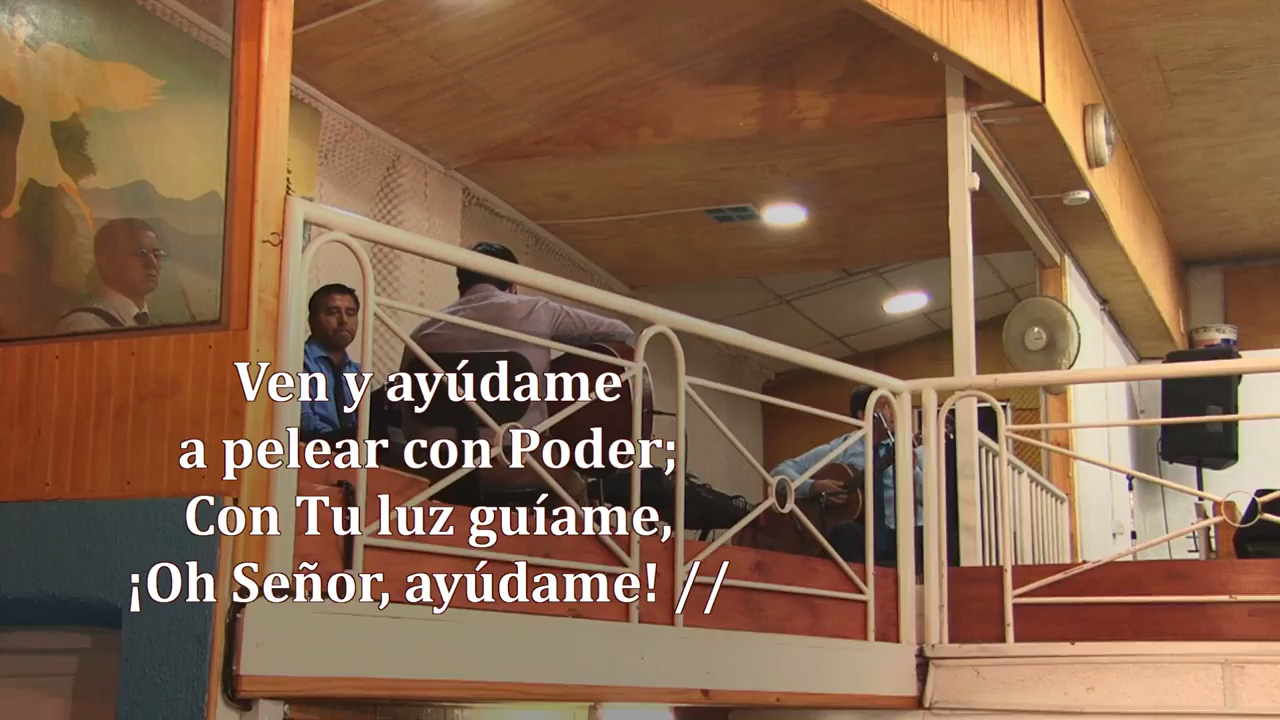 Ven y ayúdame
a pelear con Poder;
Con Tu luz guíame,
¡Oh Señor, ayúdame! //